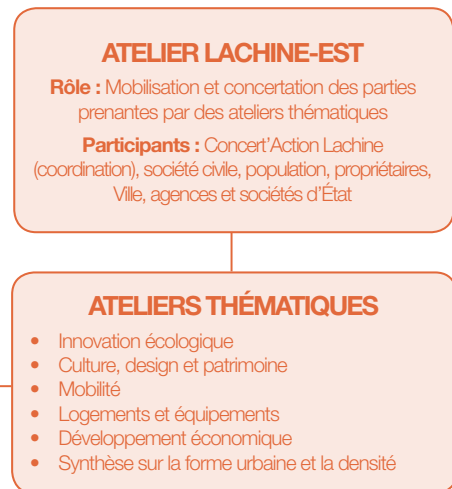 ATELIER LACHINE-EST
Rôle : Mobilisation et concertation des parties
prenantes par des ateliers thématiques
Participants : Concert'Action Lachine
(coordination), société civile, population, propriétaires,
Ville, agences et sociétés d'État
ATELIERS THÉMATIQUES
• Innovation écologique
• Culture, design et patrimoine
• Mobilité
• Logements et équipements
• Développement économique
• Synthèse sur la forme urbaine et la densité